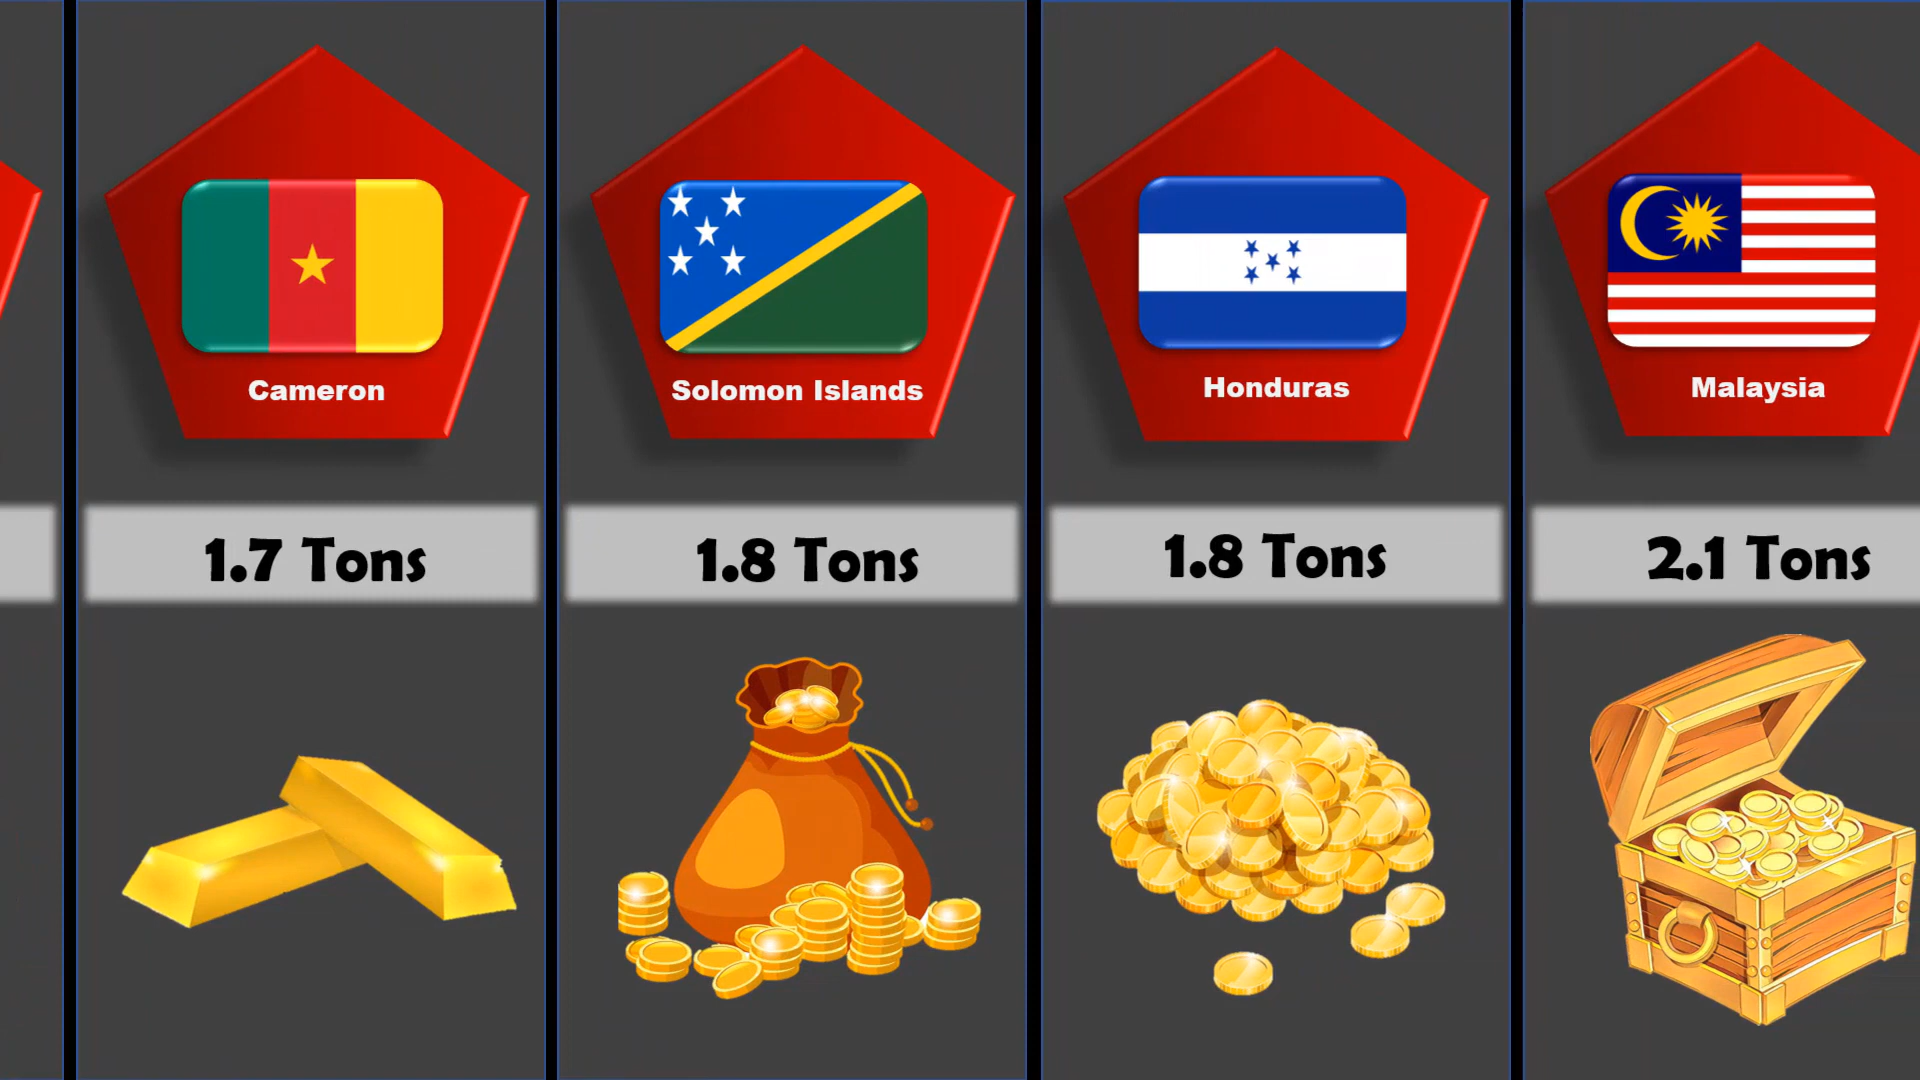 Cameron
Solomon Islands
Honduras
Malaysia
1.7 Tons
1.8 Tons
1.8 Tons
2.1 Tons